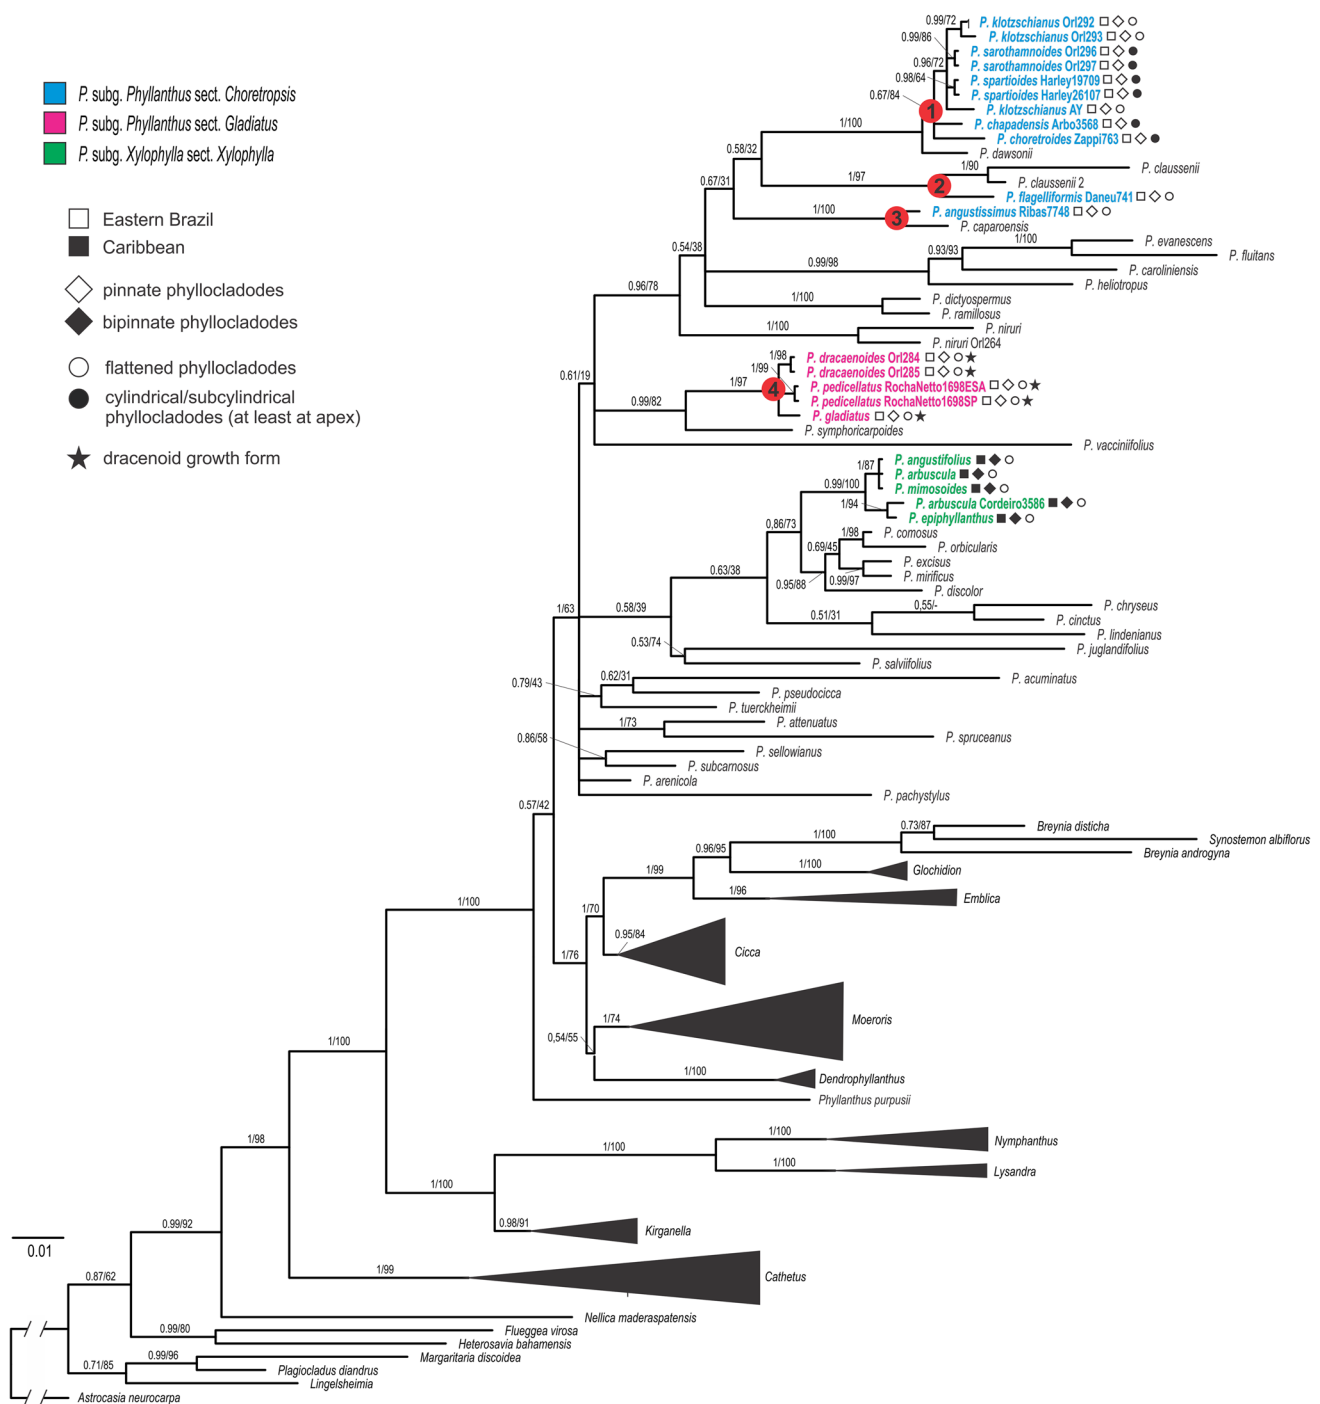 P. subg. Phyllanthus sect. Choretropsis
P. subg. Phyllanthus sect. Gladiatus
P. subg. Xylophylla sect. Xylophylla
Eastern Brazil
Caribbean
pinnate phyllocladodes
bipinnate phyllocladodes
flattened phyllocladodes
cylindrical/subcylindrical
phyllocladodes (at least at apex)
dracenoid growth form
0.99/72
P. klotzschianus Orl292
P. klotzschianus Orl293
0.99/86
P. sarothamnoides Orl296
0.96/72
P. sarothamnoides Orl297
0.98/64
P. spartioides Harley19709
P. spartioides Harley26107
0.67/84
1
P. klotzschianus AY
P. chapadensis Arbo3568
1/100
P. choretroides Zappi763
P. dawsonii
0.58/32
1/90
P. claussenii
0.67/31
1/97
2
P. claussenii 2
P. flagelliformis Daneu741
1/100
3
P. angustissimus Ribas7748
P. caparoensis
0.54/38
1/100
P. evanescens
0.93/93
P. fluitans
0.99/98
P. caroliniensis
P. heliotropus
0.96/78
1/100
P. dictyospermus
P. ramillosus
1/100
P. niruri
P. niruri Orl264
1/98
P. dracaenoides Orl284
1/99
P. dracaenoides Orl285
0.61/19
1/97
4
P. pedicellatus RochaNetto1698ESA
P. pedicellatus RochaNetto1698SP
0.99/82
P. gladiatus
P. symphoricarpoides
P. vacciniifolius
1/87
P. angustifolius
P. arbuscula
0.99/100
P. mimosoides
1/94
P. arbuscula Cordeiro3586
P. epiphyllanthus
0,86/73
1/98
P. comosus
0.69/45
P. orbicularis
P. excisus
0.63/38
0.95/88
0.99/97
P. mirificus
P. discolor
1/63
0.58/39
0,55/-
P. chryseus
0.51/31
P. cinctus
P. lindenianus
0.53/74
P. juglandifolius
P. salviifolius
0.79/43
0.62/31
P. acuminatus
P. pseudocicca
P. tuerckheimii
1/73
P. attenuatus
0.86/58
P. spruceanus
P. sellowianus
P. subcarnosus
P. arenicola
P. pachystylus
0.57/42
0.73/87
Breynia disticha
1/100
Synostemon albiflorus
0.96/95
Breynia androgyna
1/99
1/100
Glochidion
1/96
Emblica
1/100
1/70
0.95/84
Cicca
1/76
1/74
Moeroris
0,54/55
1/100
1/100
Dendrophyllanthus
Phyllanthus purpusii
1/98
1/100
Nymphanthus
1/100
1/100
Lysandra
1/100
0.99/92
0.98/91
Kirganella
0.01
0.87/62
1/99
Cathetus
Nellica maderaspatensis
0.99/80
Flueggea virosa
Heterosavia bahamensis
0.99/96
Margaritaria discoidea
0.71/85
Plagiocladus diandrus
Lingelsheimia
Astrocasia neurocarpa